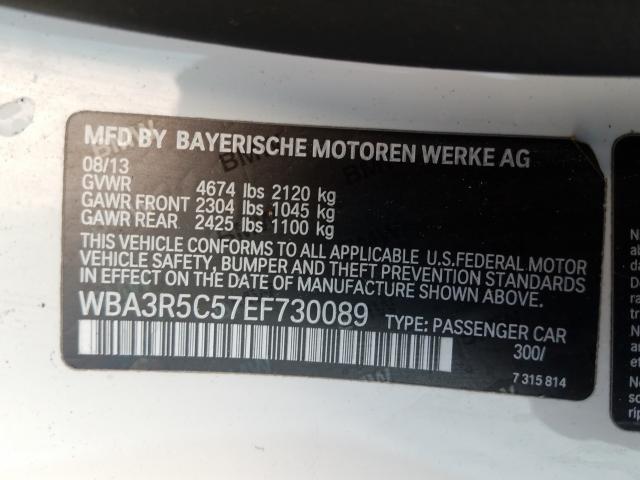 MFD BY BAYERISCHE MOTOREN WERKE AG
08/13
GVWR 4674 lbs 2120 kg
GAWR FRONT 2304 lbs 1045 kg
GAWR REAR 2425 lbs 1100 kg
THIS VEHICLE CONFORMS TO ALL APPLICABLE U.S.FEDERAL MOTOR
VEHICLE SAFETY, BUMPER AND THEFT PREVENTION STANDARDS
IN EFFECT ON THE DATE OF MANUFACTURE SHOWN ABOVE.
WBA3R5C57EF730089 TYPE: PASSENGER CAR
300/
7 315 814